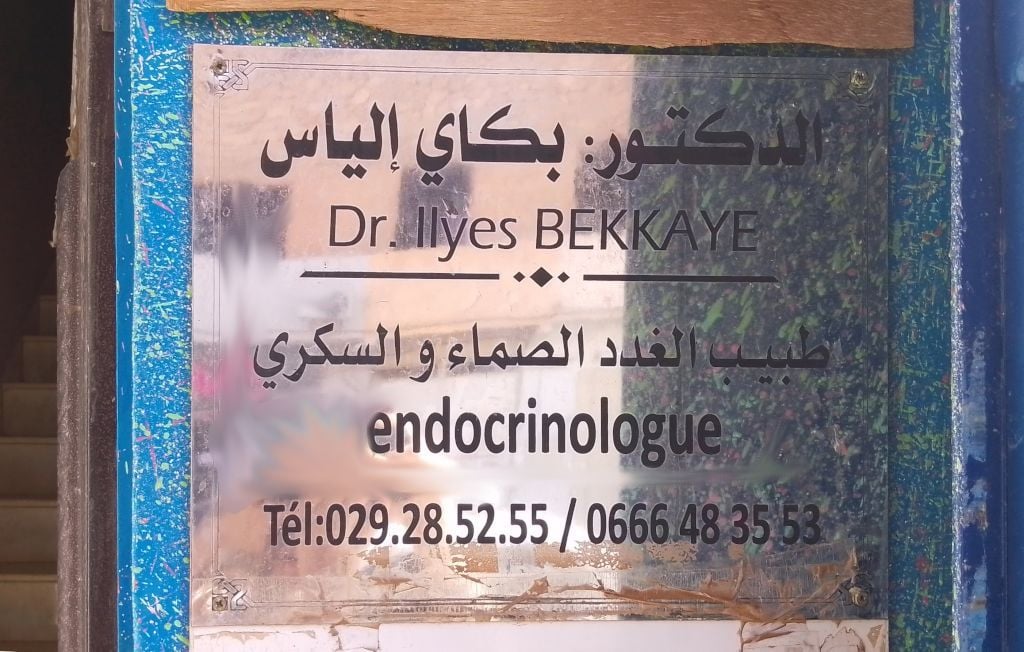 الدكتور: بكاي إلياس
Dr. Ilyes BEKKAYE
طبيب الغدد الصماء و السكري
endocrinologue
Tél:029.28.52.55 / 0666 48 35 53